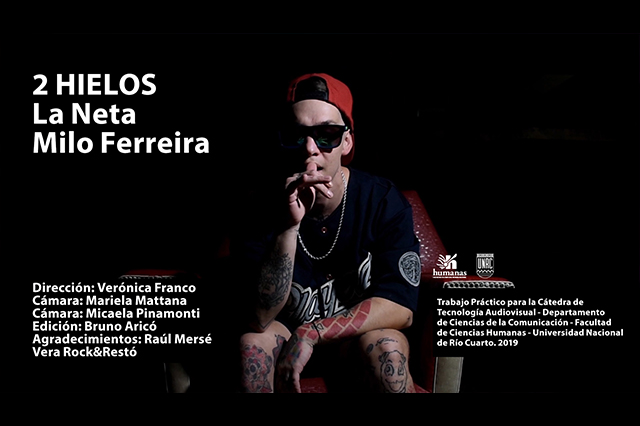 2 HIELOS
La Neta
Milo Ferreira
Dirección: Verónica Franco
Cámara: Mariela Mattana
Cámara: Micaela Pinamonti
Edición: Bruno Aricó
Agradecimientos: Raúl Mersé
Vera Rock&Restó
humanas
UNRC
Trabajo Práctico para la Cátedra de
Tecnología Audiovisual - Departamento
de Ciencias de la Comunicación - Facultad
de Ciencias Humanas - Universidad Nacional
de Río Cuarto. 2019